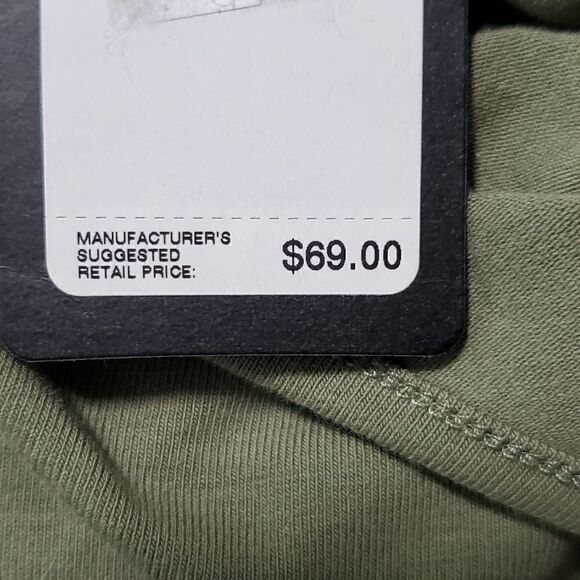 MANUFACTURER'S
SUGGESTED
RETAIL PRICE:
$69.00